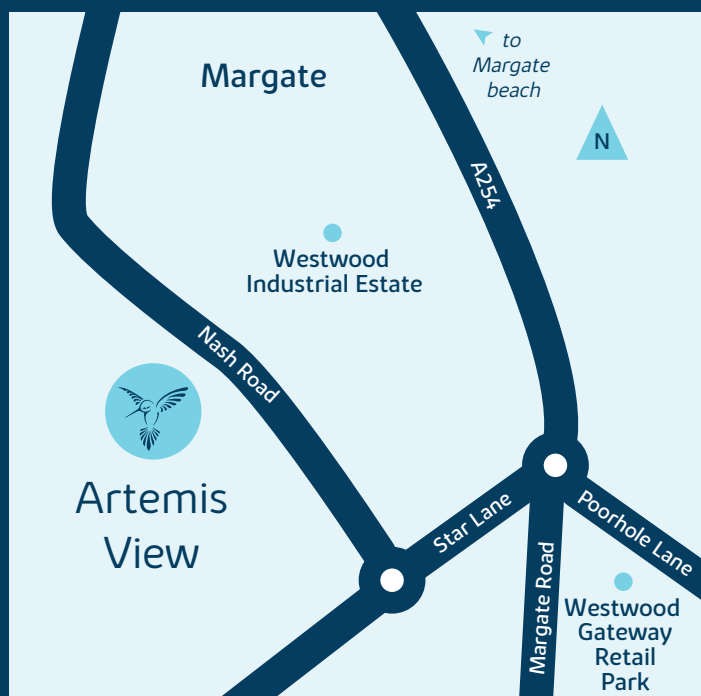 Margate
to
Margate
beach
N
A254
Westwood
Industrial Estate
Nash Road
Artemis
View
Star Lane
Poorhole Lane
Margate Road
Westwood
Gateway
Retail
Park